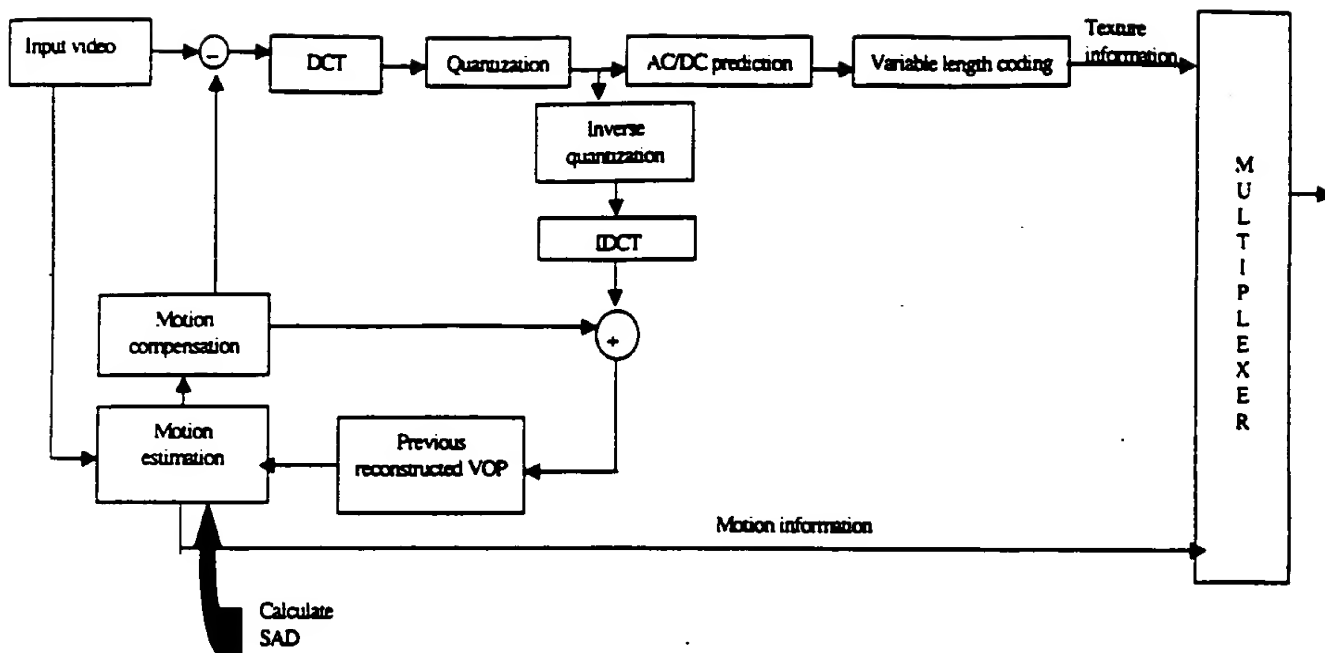 Input video
-
DCT
Quantization
AC/DC prediction
Variable length coding
Texture
information
Inverse
quantization
IDCT
+
Motion
compensation
Motion
estimation
Previous
reconstructed VOP
Motion information
Calculate
SAD
MULTIPLEXER